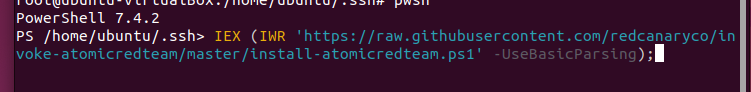 root@ubuntu-VirtualBox:/home/ubuntu/.ssh# pwsh
PowerShell 7.4.2
PS /home/ubuntu/.ssh> IEX (IWR 'https://raw.githubusercontent.com/redcanaryco/in
voke-atomicredteam/master/install-atomicredteam.ps1' -UseBasicParsing);